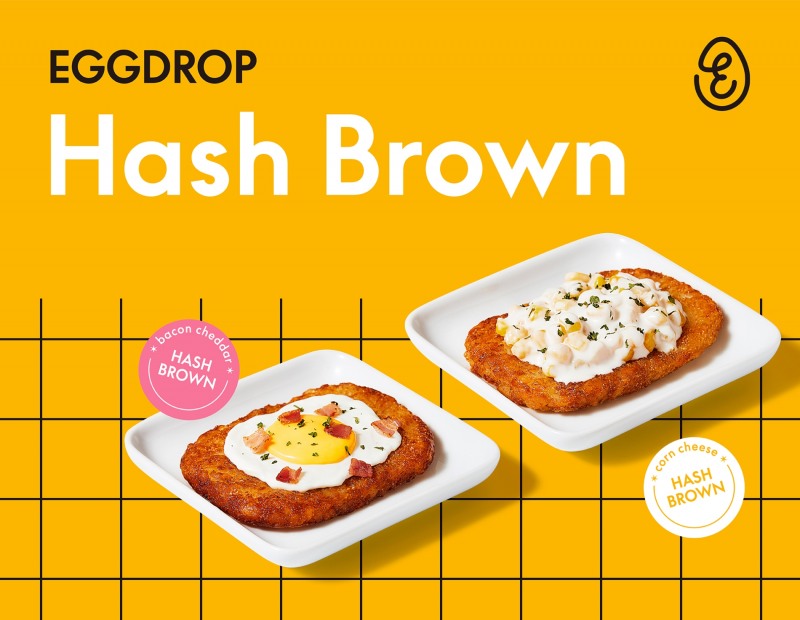 EGGDROP
Hash Brown
bacon cheddar
HASH
BROWN
corn cheese
HASH
BROWN